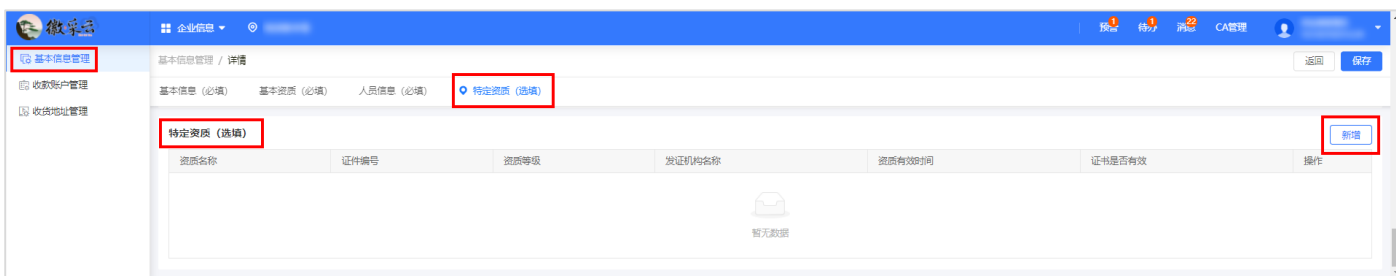 徽采云 企业信息 预警 1 待办 1 消息 22 CA管理
基本信息管理 基本信息管理 / 详情 返回 保存
收款账户管理 基本信息（必填） 基本资质（必填） 人员信息（必填） 特定资质（选填）
收货地址管理
特定资质（选填） 新增
资质名称 证件编号 资质等级 发证机构名称 资质有效时间 证书是否有效 操作
暂无数据